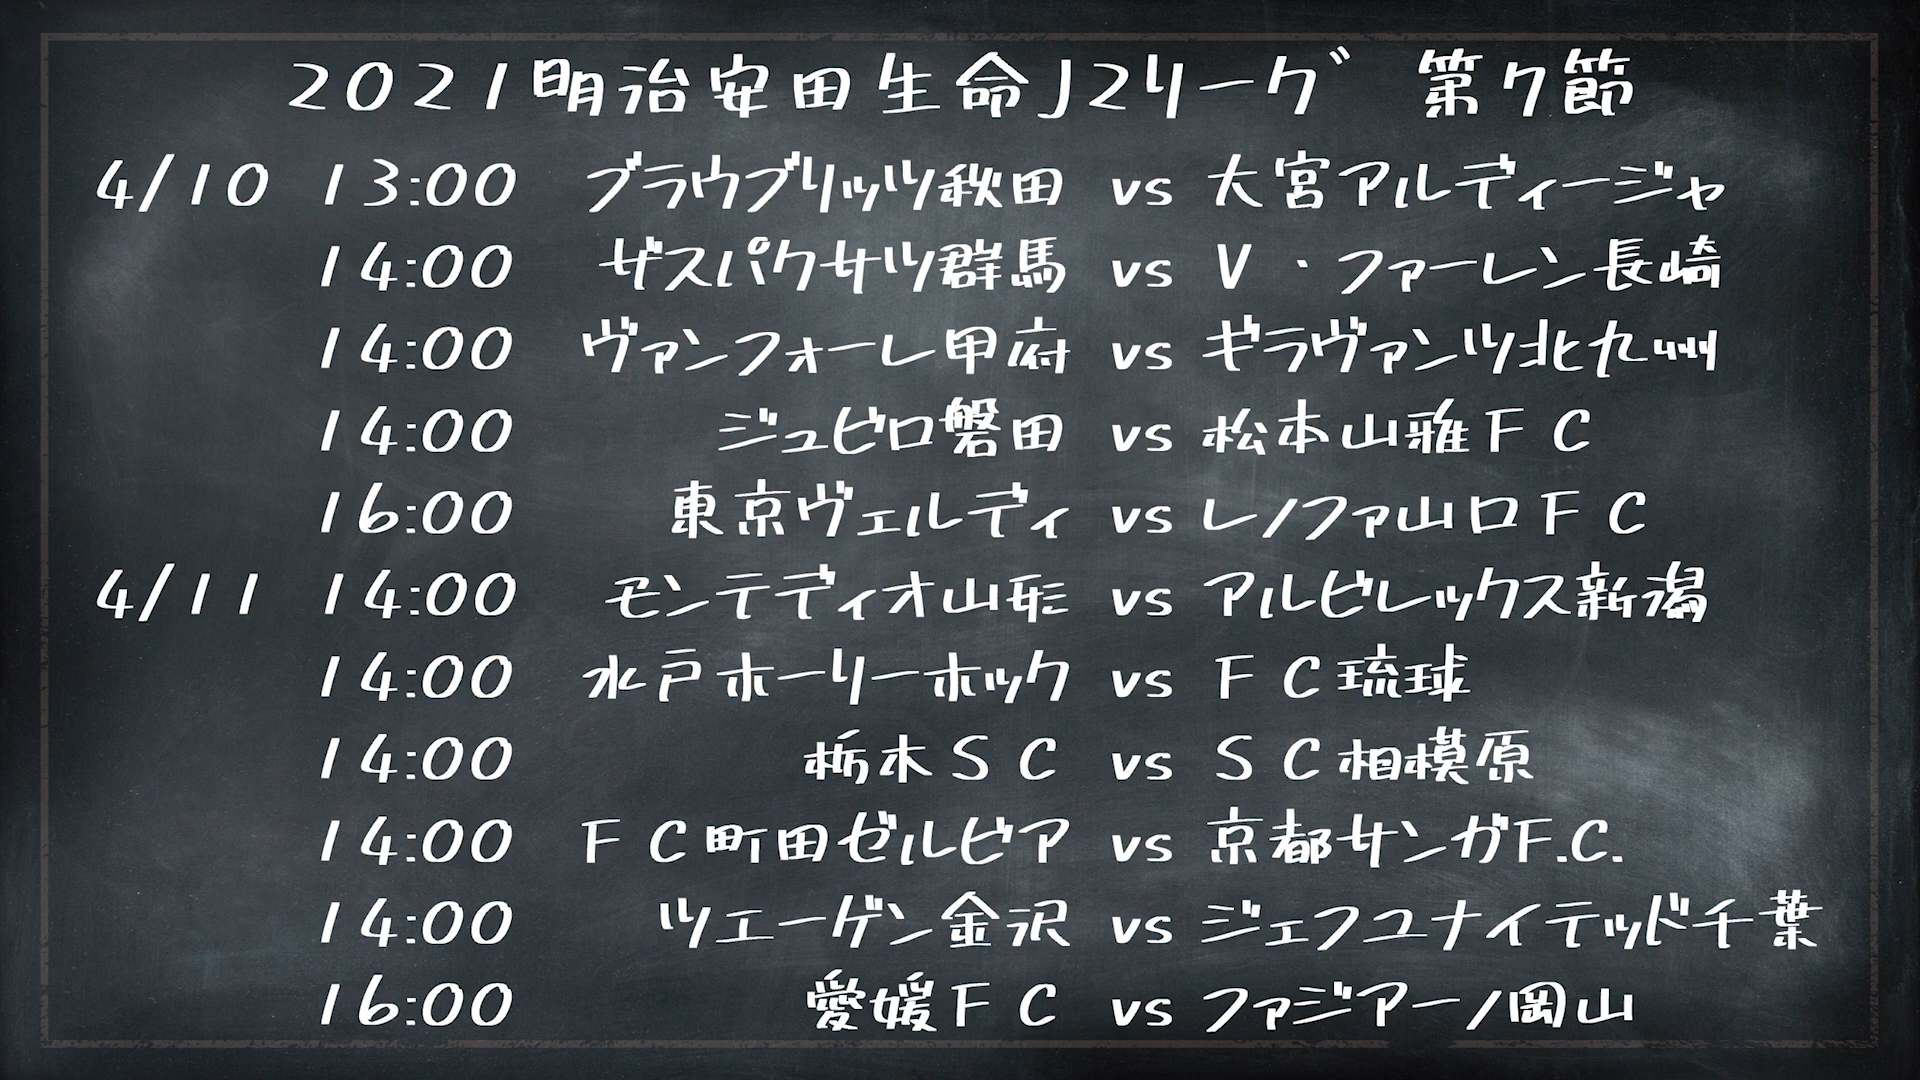 2021明治安田生命J2リーグ 第7節
4/10 13:00 ブラウブリッツ秋田 vs 大宮アルディージャ
14:00 ザスパクサツ群馬 vs V・ファーレン長崎
14:00 ヴァンフォーレ甲府 vs ギラヴァンツ北九州
14:00 ジュビロ磐田 vs 松本山雅FC
16:00 東京ヴェルディ vs レノファ山口FC
4/11 14:00 モンテディオ山形 vs アルビレックス新潟
14:00 水戸ホーリーホック vs FC琉球
14:00 栃木SC vs SC相模原
14:00 FC町田ゼルビア vs 京都サンガF.C.
14:00 ツエーゲン金沢 vs ジェフユナイテッド千葉
16:00 愛媛FC vs ファジアーノ岡山